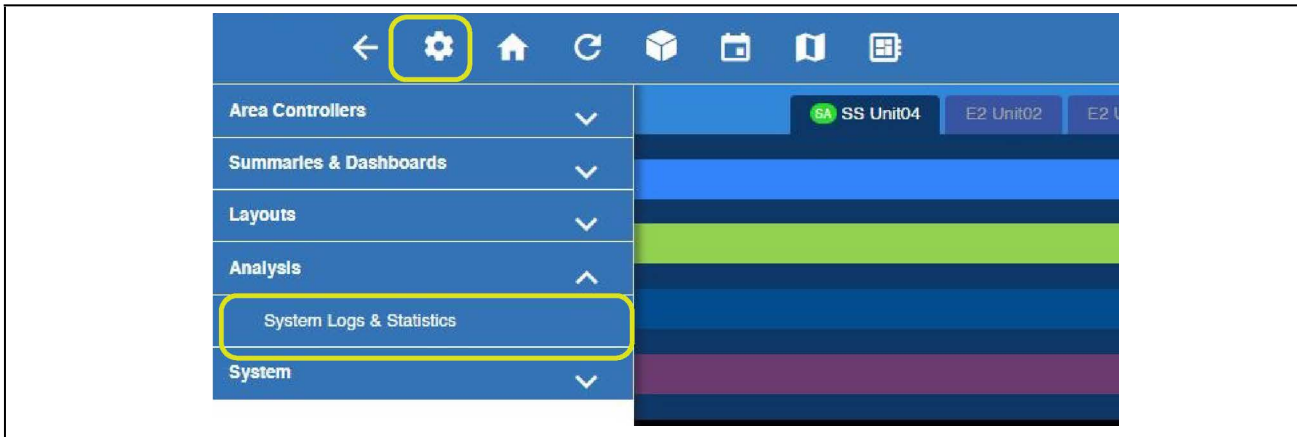 SA SS Unit04 E2 Unit02 E2 U
Area Controllers
Summaries & Dashboards
Layouts
Analysis
System Logs & Statistics
System